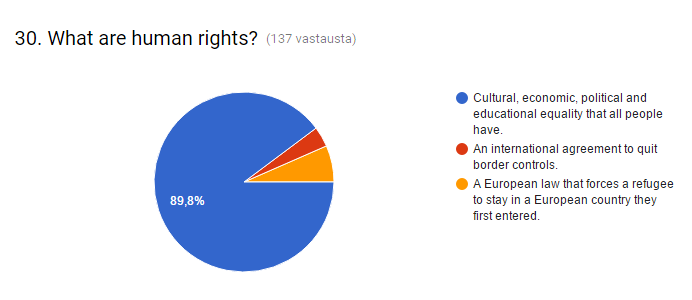 30. What are human rights? (137 vastausta)
89,8%
Cultural, economic, political and
educational equality that all people
have.
An international agreement to quit
border controls.
A European law that forces a refugee
to stay in a European country they
first entered.